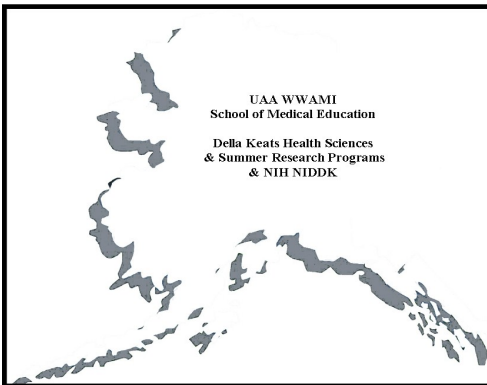 UAA WWAMI
School of Medical Education
Della Keats Health Sciences
& Summer Research Programs
& NIH NIDDK